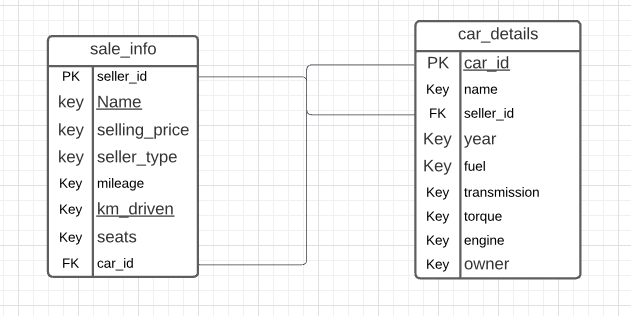 sale_info
PK seller_id
key Name
key selling_price
key seller_type
Key mileage
Key km_driven
Key seats
FK car_id
car_details
PK car_id
Key name
FK seller_id
Key year
Key fuel
Key transmission
Key torque
Key engine
Key owner